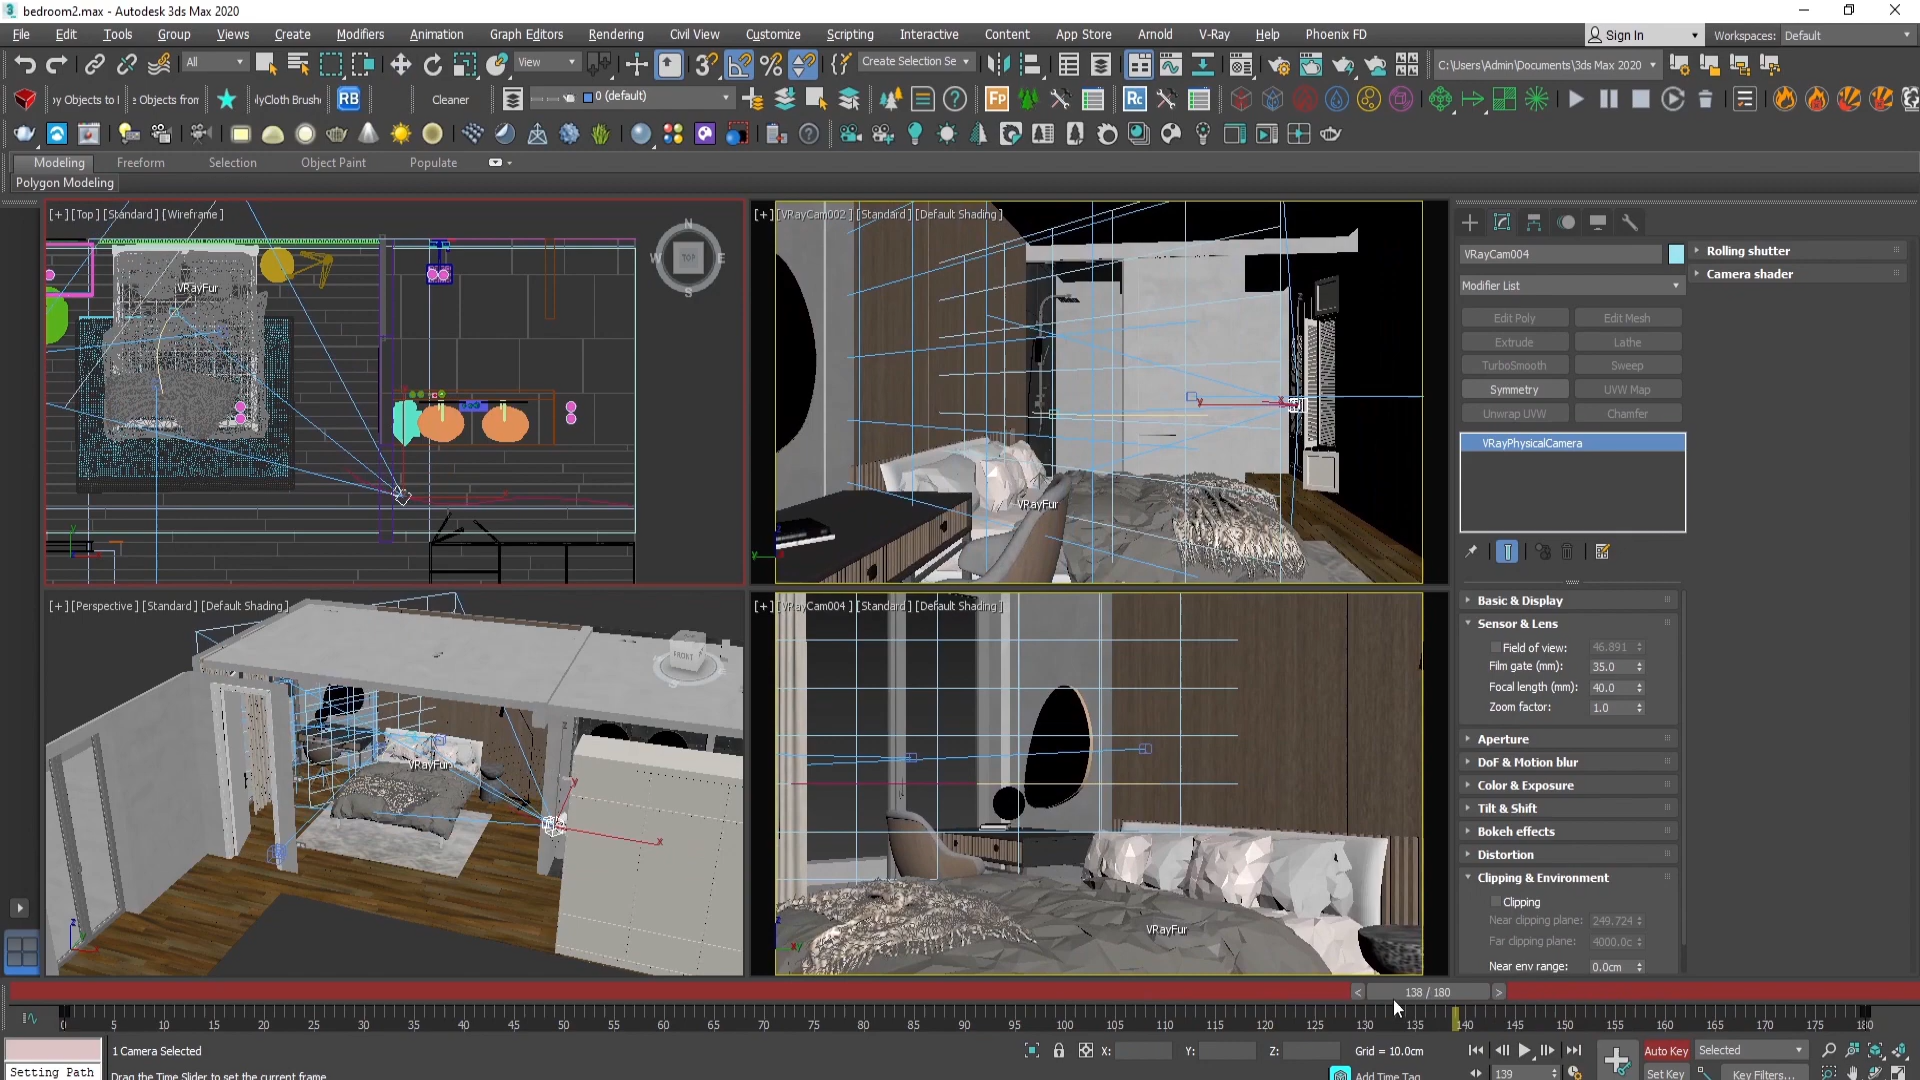 bedroom2.max - Autodesk 3ds Max 2020
File Edit Tools Group Views Create Modifiers Animation Graph Editors Rendering Civil View Customize Scripting Interactive Content App Store Arnold V-Ray Help Phoenix FD Sign In Workspaces: Default
All View Create Selection Se C:\Users\Admin\Documents\3ds Max 2020
Cleaner 0 (default)
RB Fp Rc
Modeling Freeform Selection Object Paint Populate
Polygon Modeling
[+] [Top] [Standard] [Wireframe]
N W TOP E S
VRayFur
[+] [VRayCam002] [Standard] [Default Shading]
VRayFur
[+] [Perspective] [Standard] [Default Shading]
FRONT
VRayFur
[+] [VRayCam004] [Standard] [Default Shading]
VRayFur
VRayCam004
Modifier List
Edit Poly Edit Mesh
Extrude Lathe
TurboSmooth Sweep
Symmetry UVW Map
Unwrap UVW Chamfer
VRayPhysicalCamera
Basic & Display
Sensor & Lens
Field of view: 46.891
Film gate (mm): 35.0
Focal length (mm): 40.0
Zoom factor: 1.0
Aperture
DoF & Motion blur
Color & Exposure
Tilt & Shift
Bokeh effects
Distortion
Clipping & Environment
Clipping
Near clipping plane: 249.724
Far clipping plane: 4000.0c
Near env range: 0.0cm
Rolling shutter
Camera shader
< 138 / 180 >
0 5 10 15 20 25 30 35 40 45 50 55 60 65 70 75 80 85 90 95 100 105 110 115 120 125 130 135 140 145 150 155 160 165 170 175 180
1 Camera Selected X: Y: Z: Grid = 10.0cm Auto Key Selected
Setting Path Drag the Time Slider to set the current frame Add Time Tag 139 Set Key Key Filters...